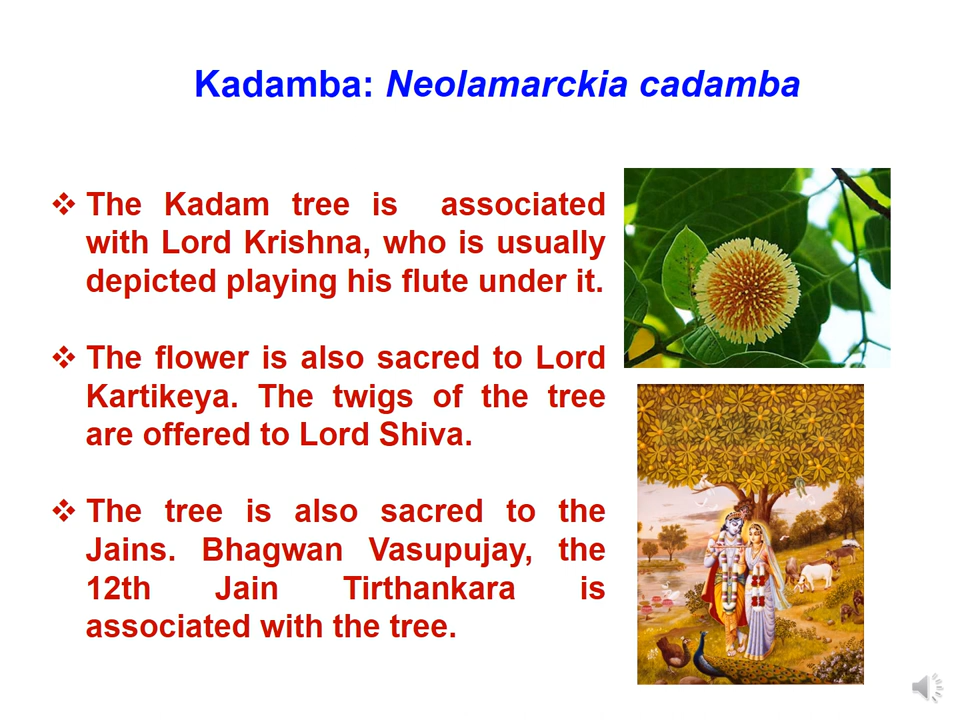 Kadamba: Neolamarckia cadamba
❖ The Kadam tree is associated
with Lord Krishna, who is usually
depicted playing his flute under it.
❖ The flower is also sacred to Lord
Kartikeya. The twigs of the tree
are offered to Lord Shiva.
❖ The tree is also sacred to the
Jains. Bhagwan Vasupujay, the
12th Jain Tirthankara is
associated with the tree.